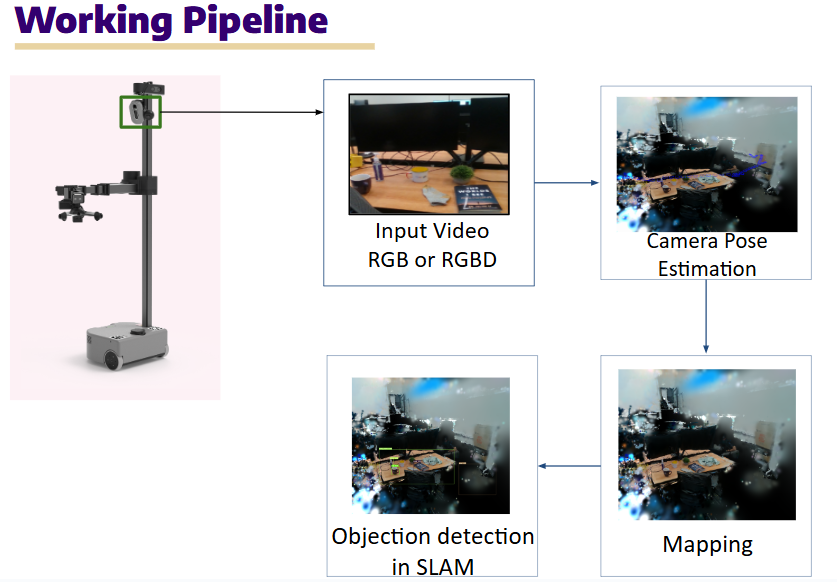 Working Pipeline
Input Video
RGB or RGBD
Camera Pose
Estimation
Mapping
Objection detection
in SLAM